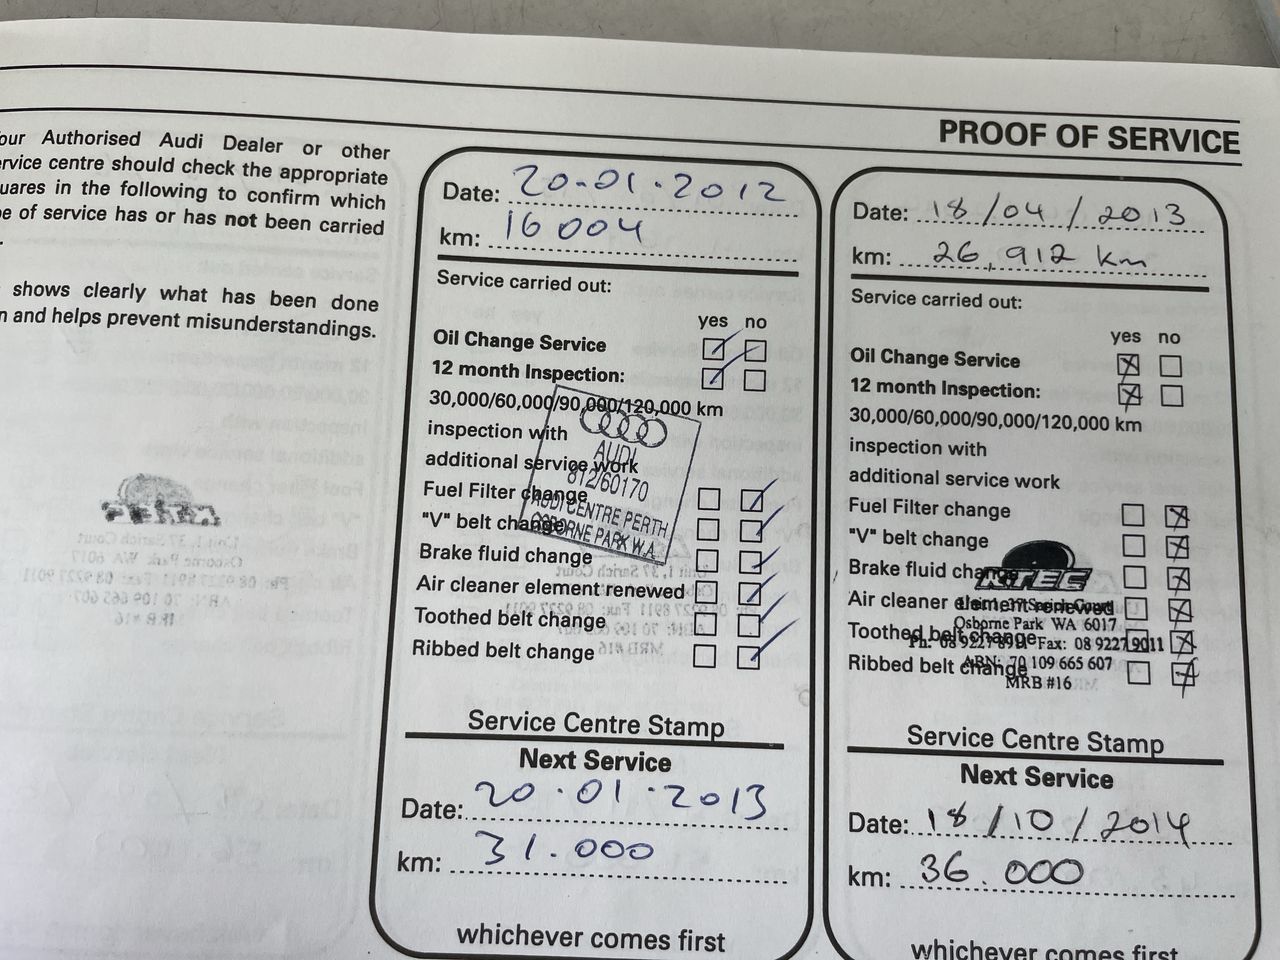 PROOF OF SERVICE
our Authorised Audi Dealer or other
ervice centre should check the appropriate
uares in the following to confirm which
e of service has or has not been carried
shows clearly what has been done
n and helps prevent misunderstandings.
Date: 20.01.2012
km: 16004
Service carried out:
yes no
Oil Change Service
12 month Inspection:
30,000/60,000/90,000/120,000 km
inspection with
additional service work
Fuel Filter change
"V" belt change
Brake fluid change
Air cleaner element renewed
Toothed belt change
Ribbed belt change
AUDI
812/60170
AUDI CENTRE PERTH
OSBORNE PARK W.A.
Service Centre Stamp
Next Service
Date: 20.01.2013
km: 31.000
whichever comes first
Date: 18/04/2013
km: 26,912 km
Service carried out:
yes no
Oil Change Service
12 month Inspection:
30,000/60,000/90,000/120,000 km
inspection with
additional service work
Fuel Filter change
"V" belt change
Brake fluid change
Air cleaner element renewed
Toothed belt change
Ribbed belt change
Osborne Park WA 6017
Ph: 08 9227 8911 Fax: 08 9227 9011
ABN: 70 109 665 607
MRB #16
Service Centre Stamp
Next Service
Date: 18/10/2014
km: 36.000
whichever comes first